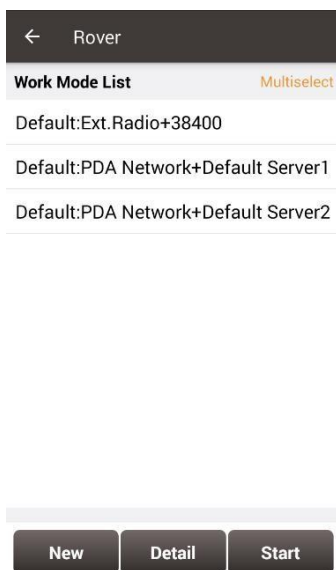 Rover
Work Mode List Multiselect
Default:Ext.Radio+38400
Default:PDA Network+Default Server1
Default:PDA Network+Default Server2
New Detail Start